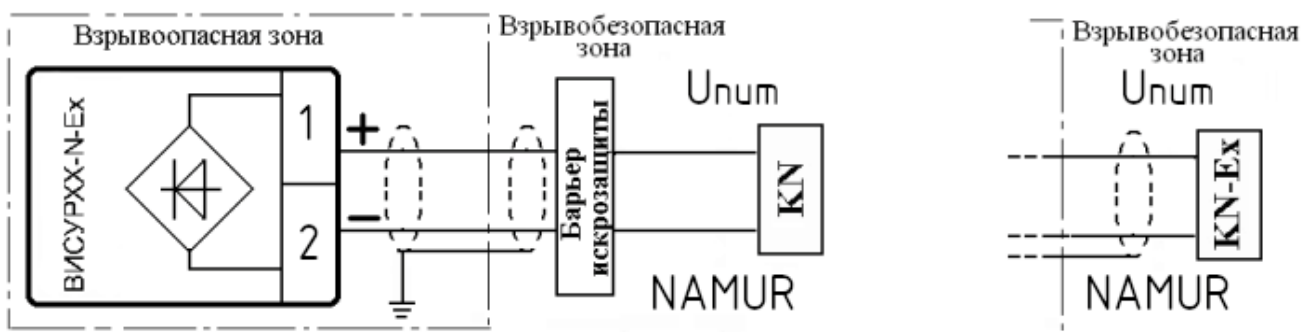 Взрывоопасная зона
Взрывобезопасная
зона
ВИСУРХХ-N-Ex
1
2
+
−
Барьер
искрозащиты
Uпит
KN
NAMUR
Взрывобезопасная
зона
Uпит
KN-Ex
NAMUR